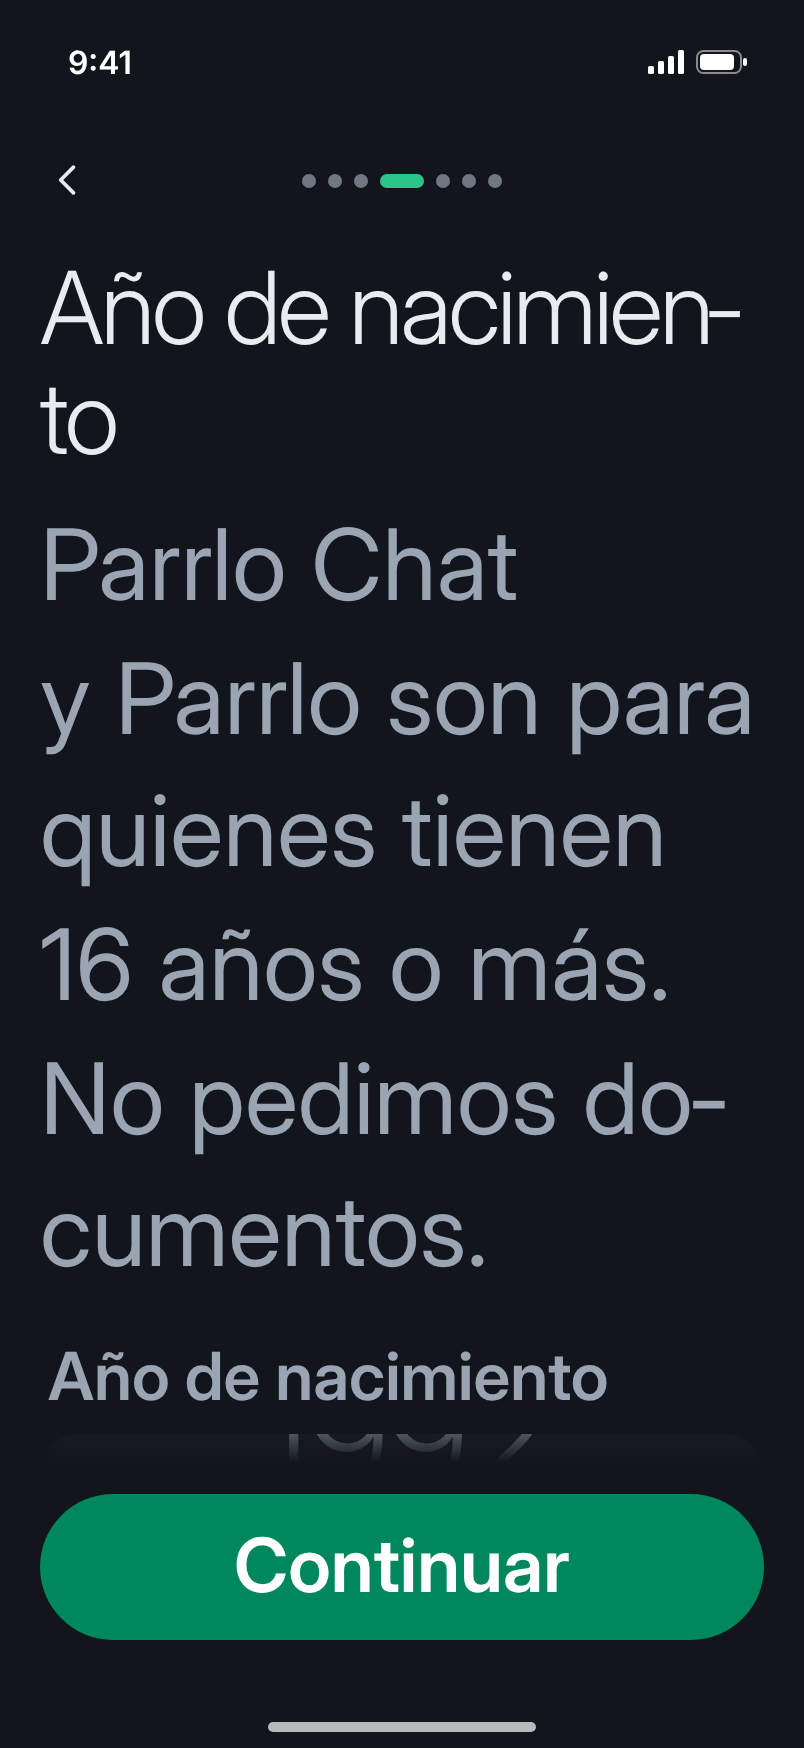 9:41
Año de nacimien-
to
Parrlo Chat
y Parrlo son para
quienes tienen
16 años o más.
No pedimos do-
cumentos.
Año de nacimiento
Continuar